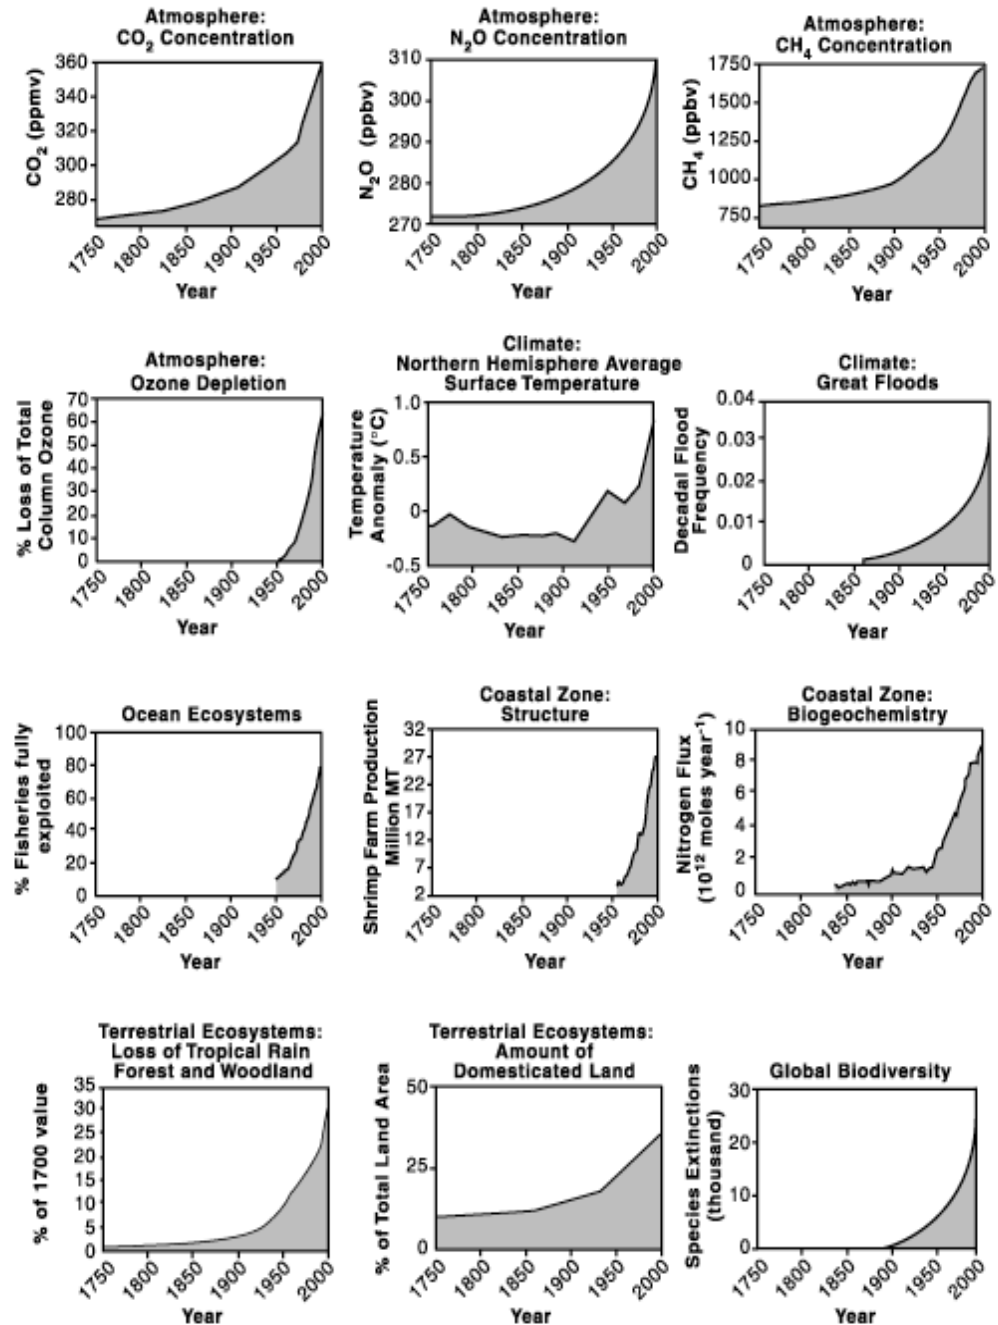 Atmosphere:
CO2 Concentration
CO2 (ppmv)
360
340
320
300
280
1750
1800
1850
1900
1950
2000
Year
Atmosphere:
N2O Concentration
N2O (ppbv)
310
300
290
280
270
1750
1800
1850
1900
1950
2000
Year
Atmosphere:
CH4 Concentration
CH4 (ppbv)
1750
1500
1250
1000
750
1750
1800
1850
1900
1950
2000
Year
Atmosphere:
Ozone Depletion
% Loss of Total
Column Ozone
70
60
50
40
30
20
10
0
1750
1800
1850
1900
1950
2000
Year
Climate:
Northern Hemisphere Average
Surface Temperature
Temperature
Anomaly (°C)
1.0
0.5
0
-0.5
1750
1800
1850
1900
1950
2000
Year
Climate:
Great Floods
Decadal Flood
Frequency
0.04
0.03
0.02
0.01
0
1750
1800
1850
1900
1950
2000
Year
Ocean Ecosystems
% Fisheries fully
exploited
100
80
60
40
20
0
1750
1800
1850
1900
1950
2000
Year
Coastal Zone:
Structure
Shrimp Farm Production
Million MT
32
27
22
17
12
7
2
1750
1800
1850
1900
1950
2000
Year
Coastal Zone:
Biogeochemistry
Nitrogen Flux
(10¹² moles year⁻¹)
10
8
6
4
2
0
1750
1800
1850
1900
1950
2000
Year
Terrestrial Ecosystems:
Loss of Tropical Rain
Forest and Woodland
% of 1700 value
35
30
25
20
15
10
5
0
1750
1800
1850
1900
1950
2000
Year
Terrestrial Ecosystems:
Amount of
Domesticated Land
% of Total Land Area
50
25
0
1750
1800
1850
1900
1950
2000
Year
Global Biodiversity
Species Extinctions
(thousand)
30
20
10
0
1750
1800
1850
1900
1950
2000
Year